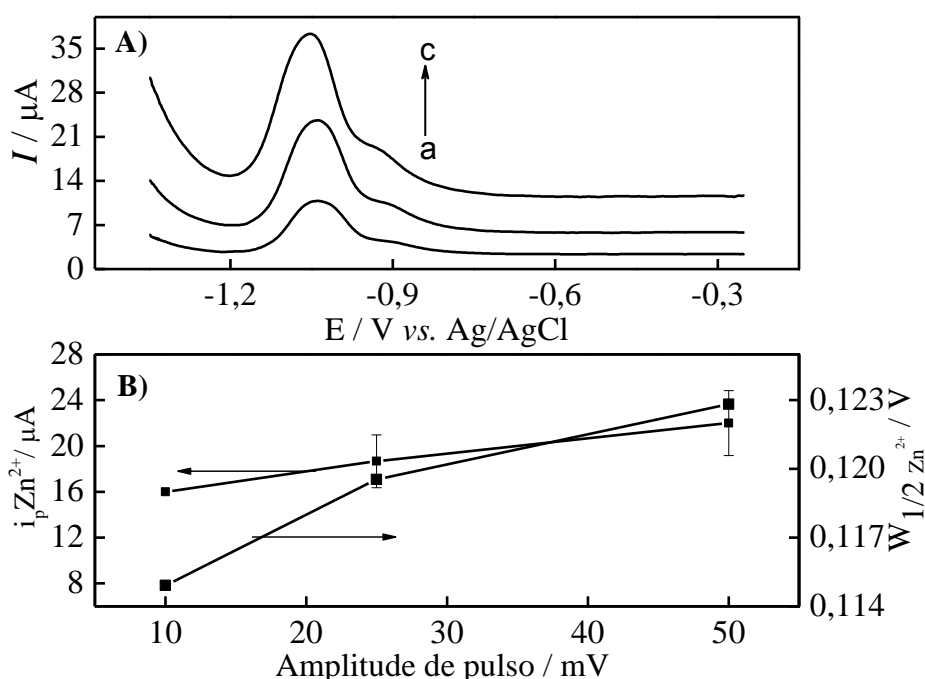 A)
I / μA
35
28
21
14
7
0
c
a
-1,2
-0,9
-0,6
-0,3
E / V vs. Ag/AgCl
B)
i_pZn²⁺/ μA
28
24
20
16
12
8
0,123
0,120
0,117
0,114
W_1/2 Zn²⁺ / V
10
20
30
40
50
Amplitude de pulso / mV